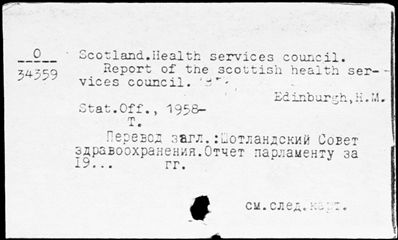 O
34359
Scotland.Health services council.
Report of the scottish health ser-
vices council.
Edinburgh,H.M.
Stat.Off., 1958-
т.
Перевод загл.:Шотландский Совет
здравоохранения.Отчет парламенту за
19... гг.
см.след.карт.